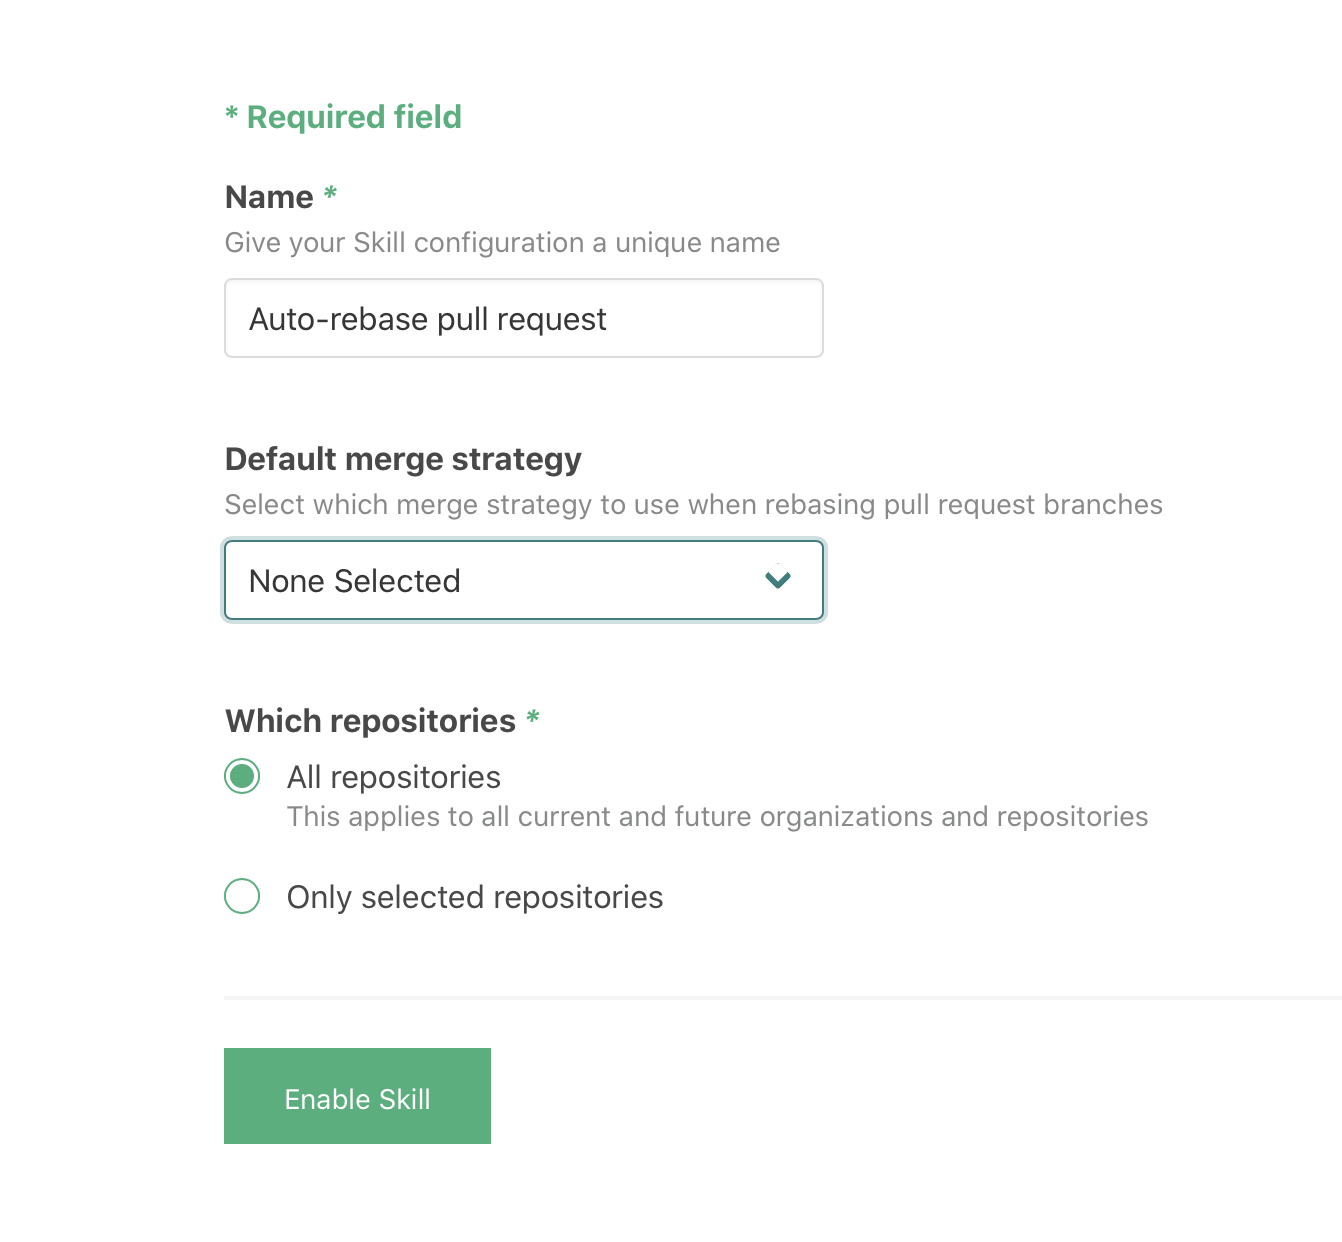 * Required field
Name *
Give your Skill configuration a unique name
Auto-rebase pull request
Default merge strategy
Select which merge strategy to use when rebasing pull request branches
None Selected
Which repositories *
All repositories
This applies to all current and future organizations and repositories
Only selected repositories
Enable Skill